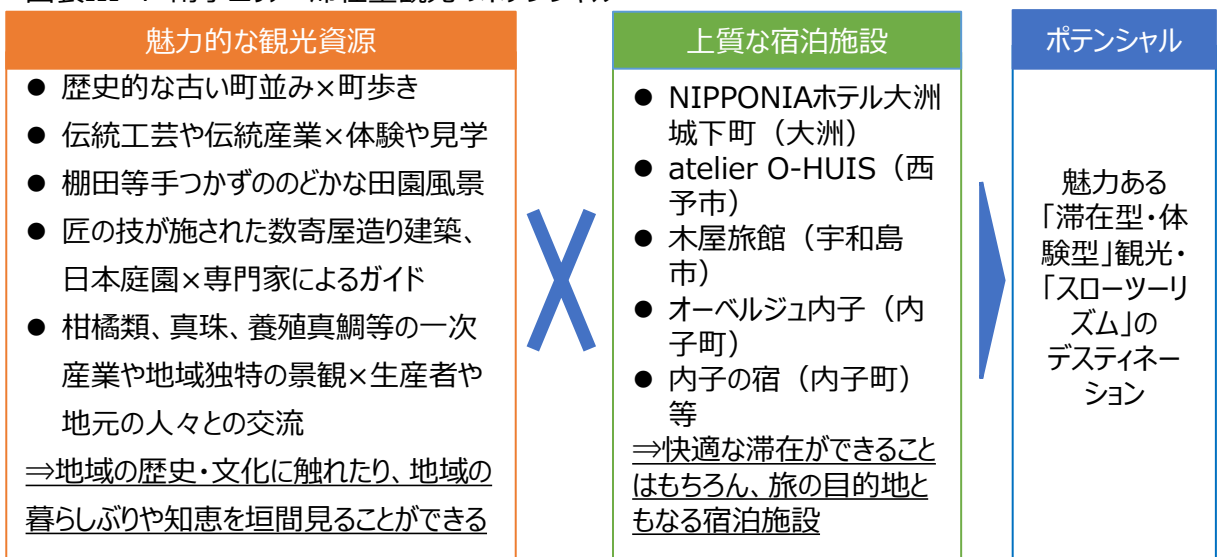 魅力的な観光資源
● 歴史的な古い町並み×町歩き
● 伝統工芸や伝統産業×体験や見学
● 棚田等手つかずののどかな田園風景
● 匠の技が施された数寄屋造り建築、
日本庭園×専門家によるガイド
● 柑橘類、真珠、養殖真鯛等の一次
産業や地域独特の景観×生産者や
地元の人々との交流
⇒地域の歴史・文化に触れたり、地域の
暮らしぶりや知恵を垣間見ることができる
上質な宿泊施設
● NIPPONIAホテル大洲
城下町（大洲）
● atelier O-HUIS（西
予市）
● 木屋旅館（宇和島
市）
● オーベルジュ内子（内
子町）
● 内子の宿（内子町）
等
⇒快適な滞在ができること
はもちろん、旅の目的地と
もなる宿泊施設
ポテンシャル
魅力ある
「滞在型・体
験型」観光・
「スローツーリ
ズム」の
デスティネー
ション